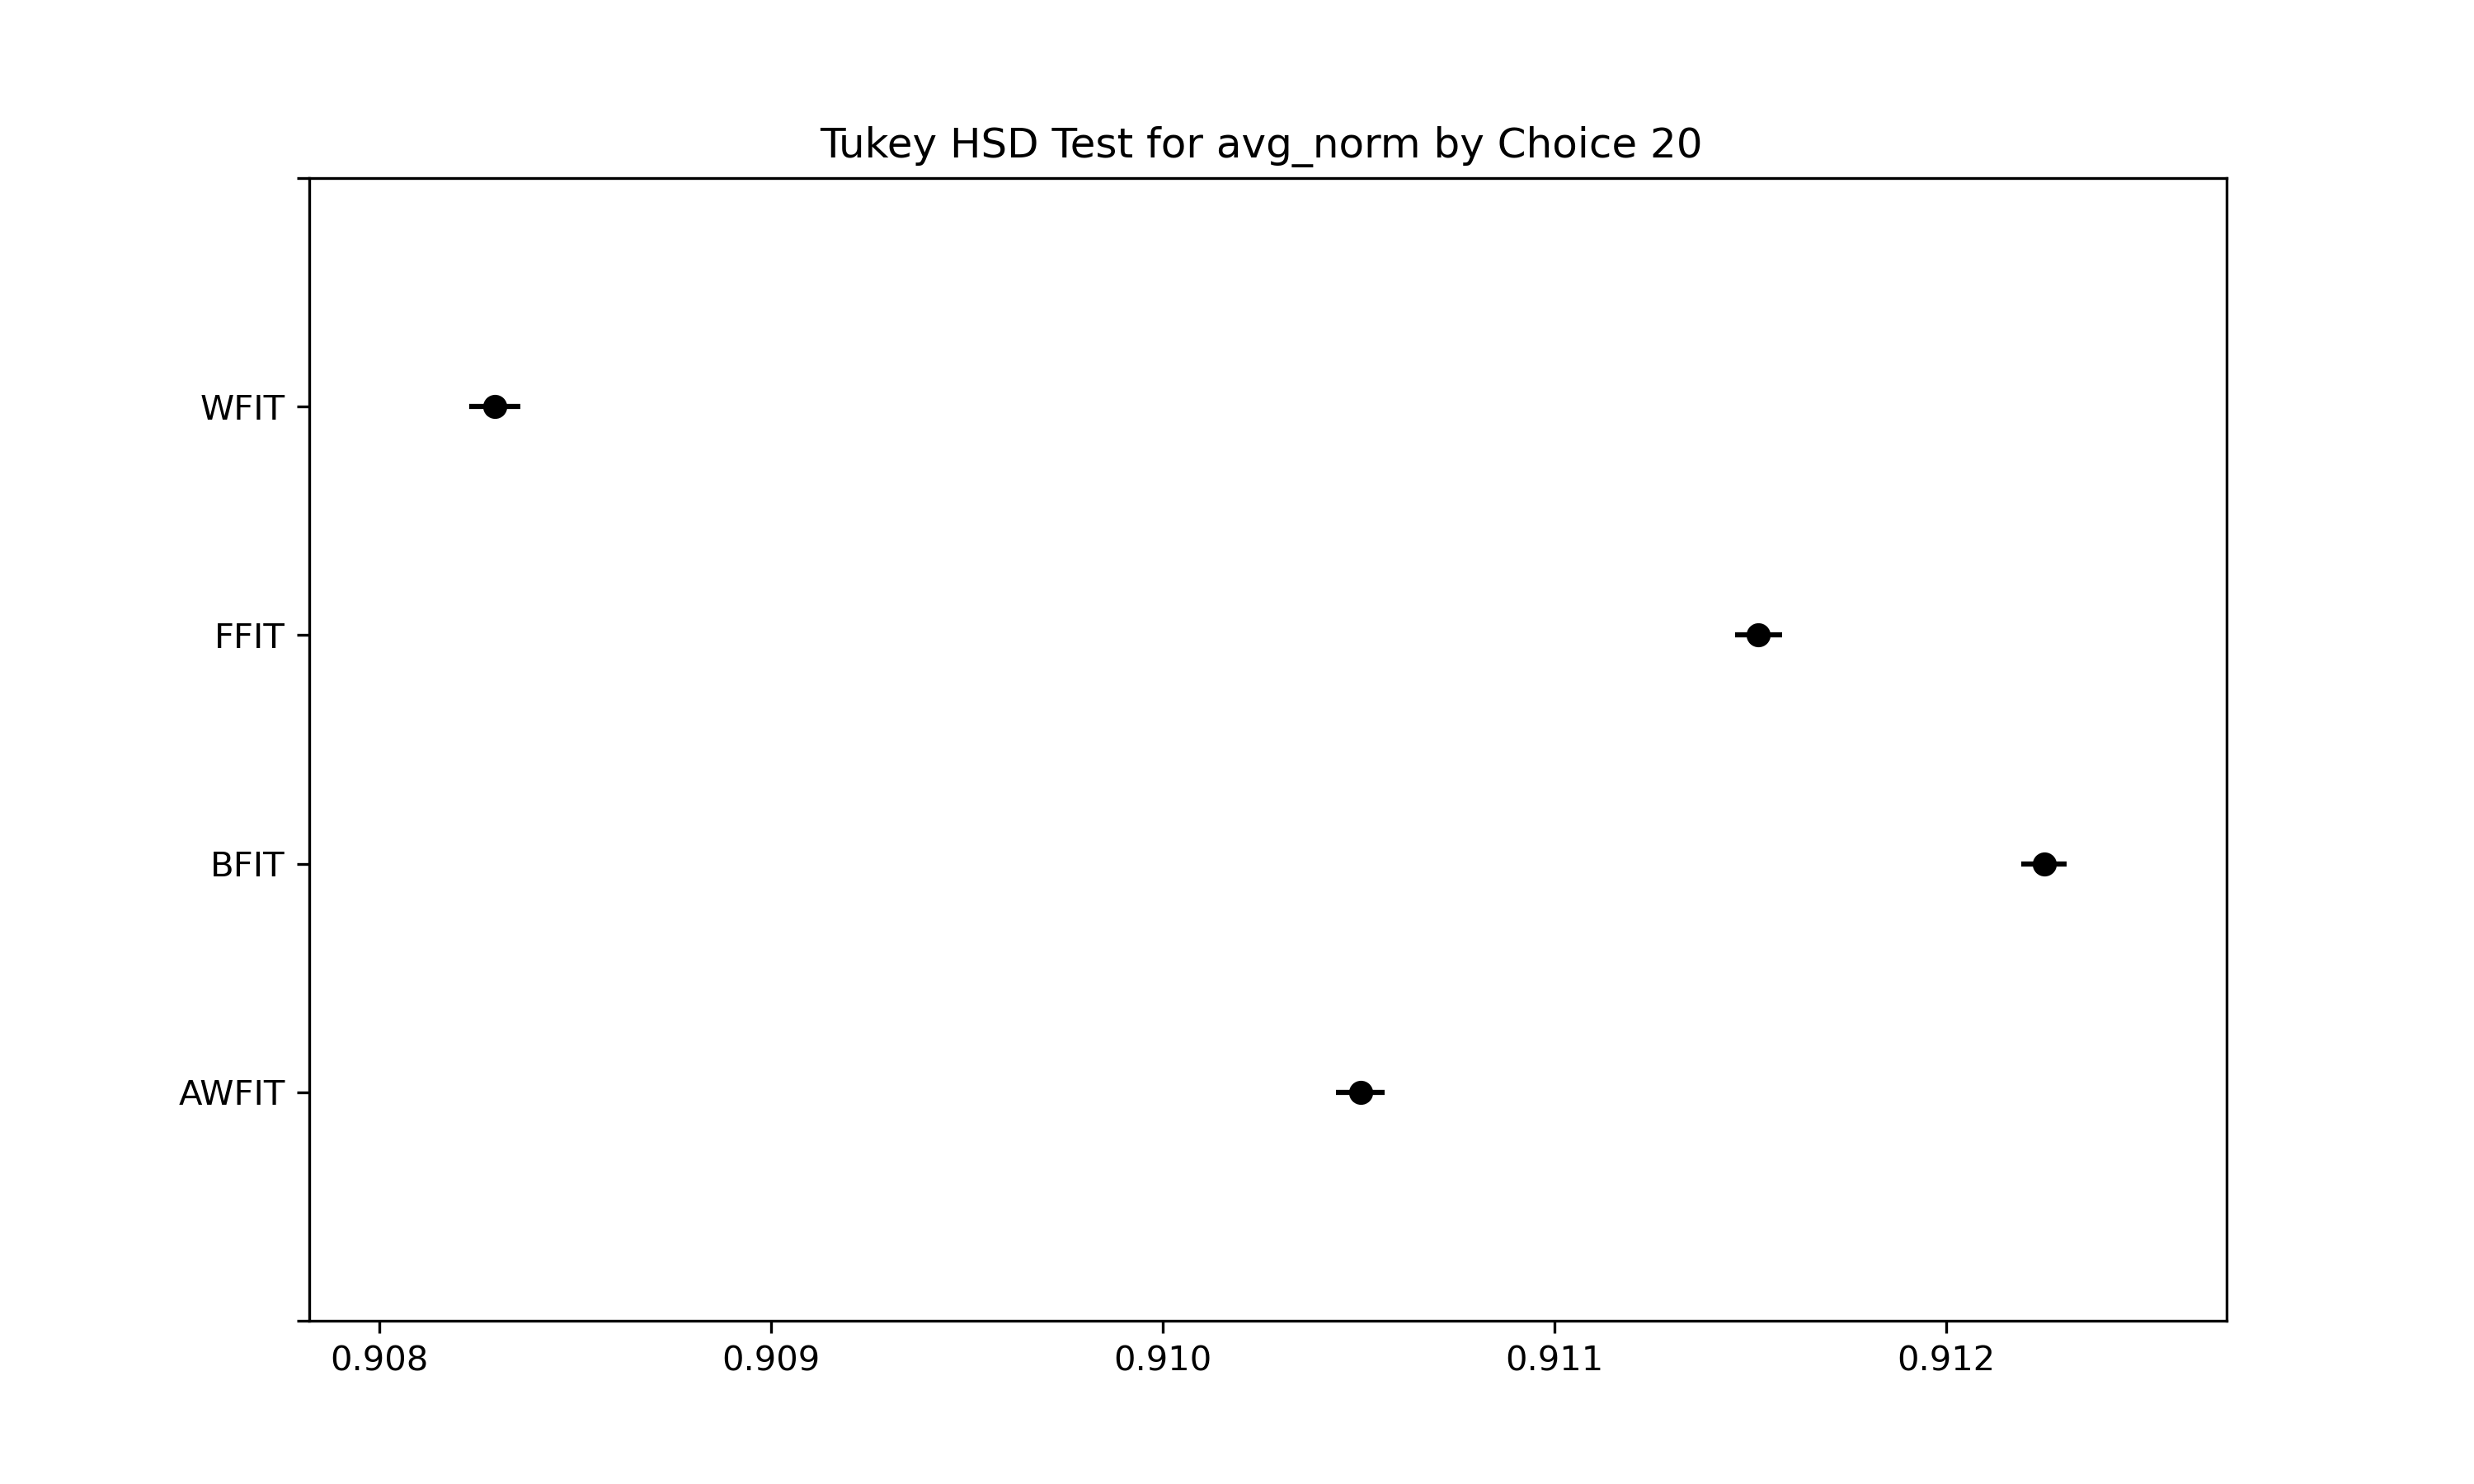 Tukey HSD Test for avg_norm by Choice 20
WFIT
FFIT
BFIT
AWFIT
0.908 0.909 0.910 0.911 0.912